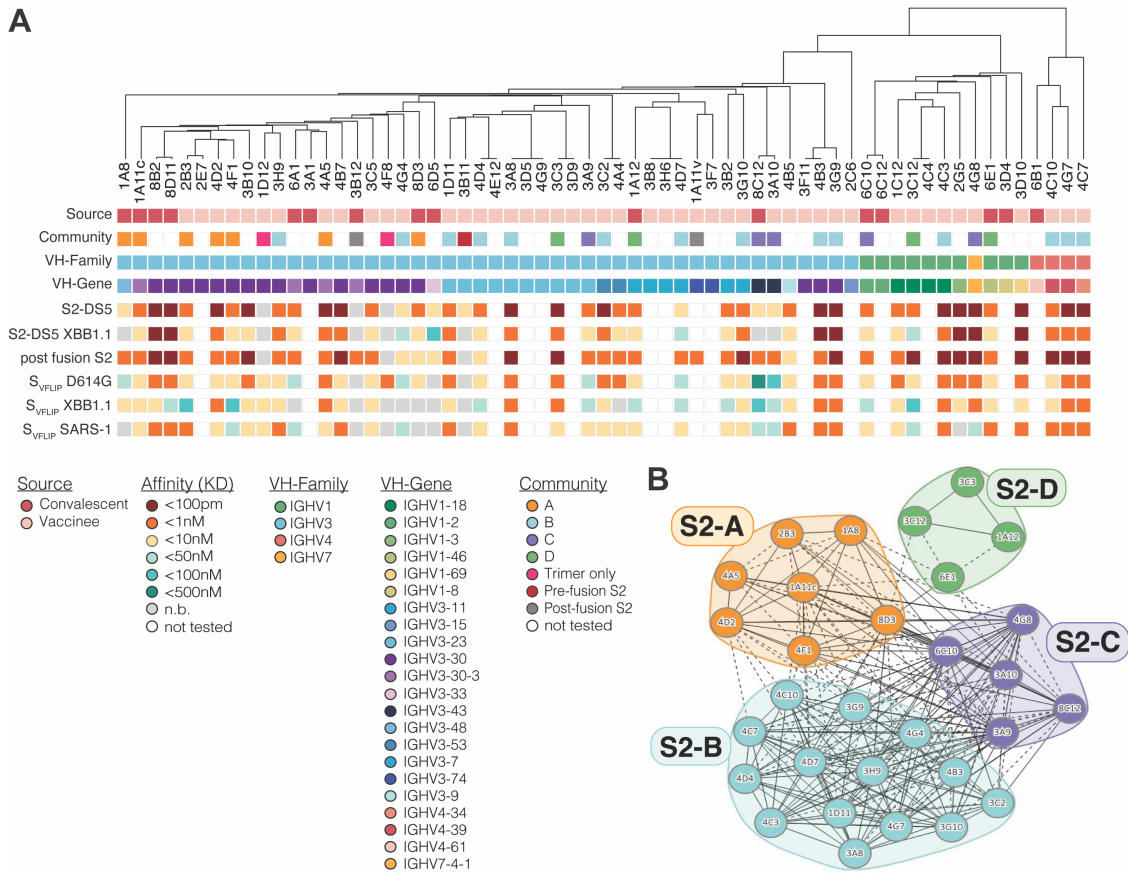 A
1A8 1A11c 8B2 8D11 2B3 2E7 4D2 4F1 3B10 1D12 3H9 6A1 3A1 4A5 4B7 3B12 3C5 4F8 8D3 4G4 6D5 1D11 3B11 4D4 4E12 3A8 3D5 4G9 3C3 3D9 3A9 3C2 4A4 1A12 3B8 3H6 4D7 1A11v 3F7 3B2 3G10 8C12 3A10 4B5 3F11 4B3 3G9 2C6 6C10 6C12 1C12 3C12 4C4 4C3 2G5 4G8 6E1 3D4 3D10 6B1 4C10 4G7 4C7
Source
Community
VH-Family
VH-Gene
S2-DS5
S2-DS5 XBB1.1
post fusion S2
SVFLIP D614G
SVFLIP XBB1.1
SVFLIP SARS-1
Source
Convalescent
Vaccinee
Affinity (KD)
<100pm
<1nM
<10nM
<50nM
<100nM
<500nM
n.b.
not tested
VH-Family
IGHV1
IGHV3
IGHV4
IGHV7
VH-Gene
IGHV1-18
IGHV1-2
IGHV1-3
IGHV1-46
IGHV1-69
IGHV1-8
IGHV3-11
IGHV3-15
IGHV3-23
IGHV3-30
IGHV3-30-3
IGHV3-33
IGHV3-43
IGHV3-48
IGHV3-53
IGHV3-7
IGHV3-74
IGHV3-9
IGHV4-34
IGHV4-39
IGHV4-61
IGHV7-4-1
Community
A
B
C
D
Trimer only
Pre-fusion S2
Post-fusion S2
not tested
B
S2-A
2B3
1A8
4A5
1A11c
4D2
8D3
4F1
S2-D
3C3
3C12
1A12
6E1
S2-C
4G8
6C10
3A10
8C12
3A9
S2-B
4C10
3G9
4C7
4G4
4D7
3H9
4B3
4D4
3C2
1D11
4C3
4G7
3G10
3A8